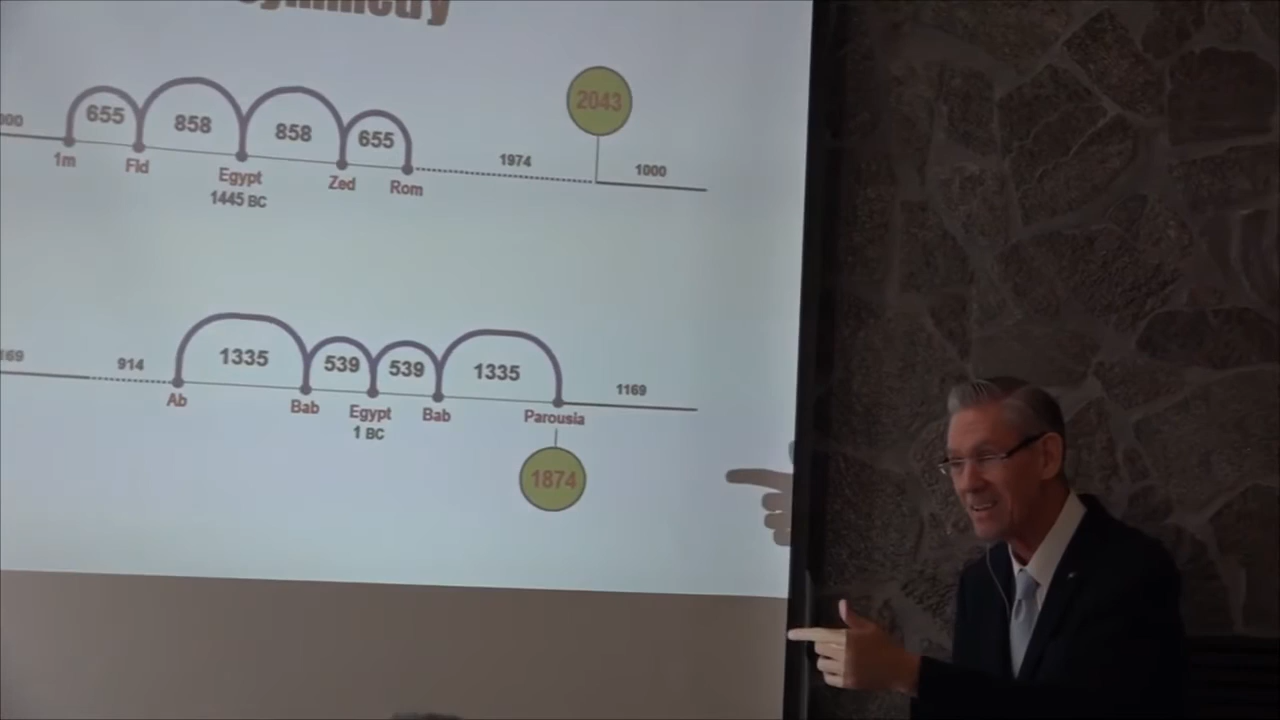 655
858
858
655
2043
1974
1000
1m
Fld
Egypt
1445 BC
Zed
Rom
914
1335
539
539
1335
1169
Ab
Bab
Egypt
1 BC
Bab
Parousia
1874